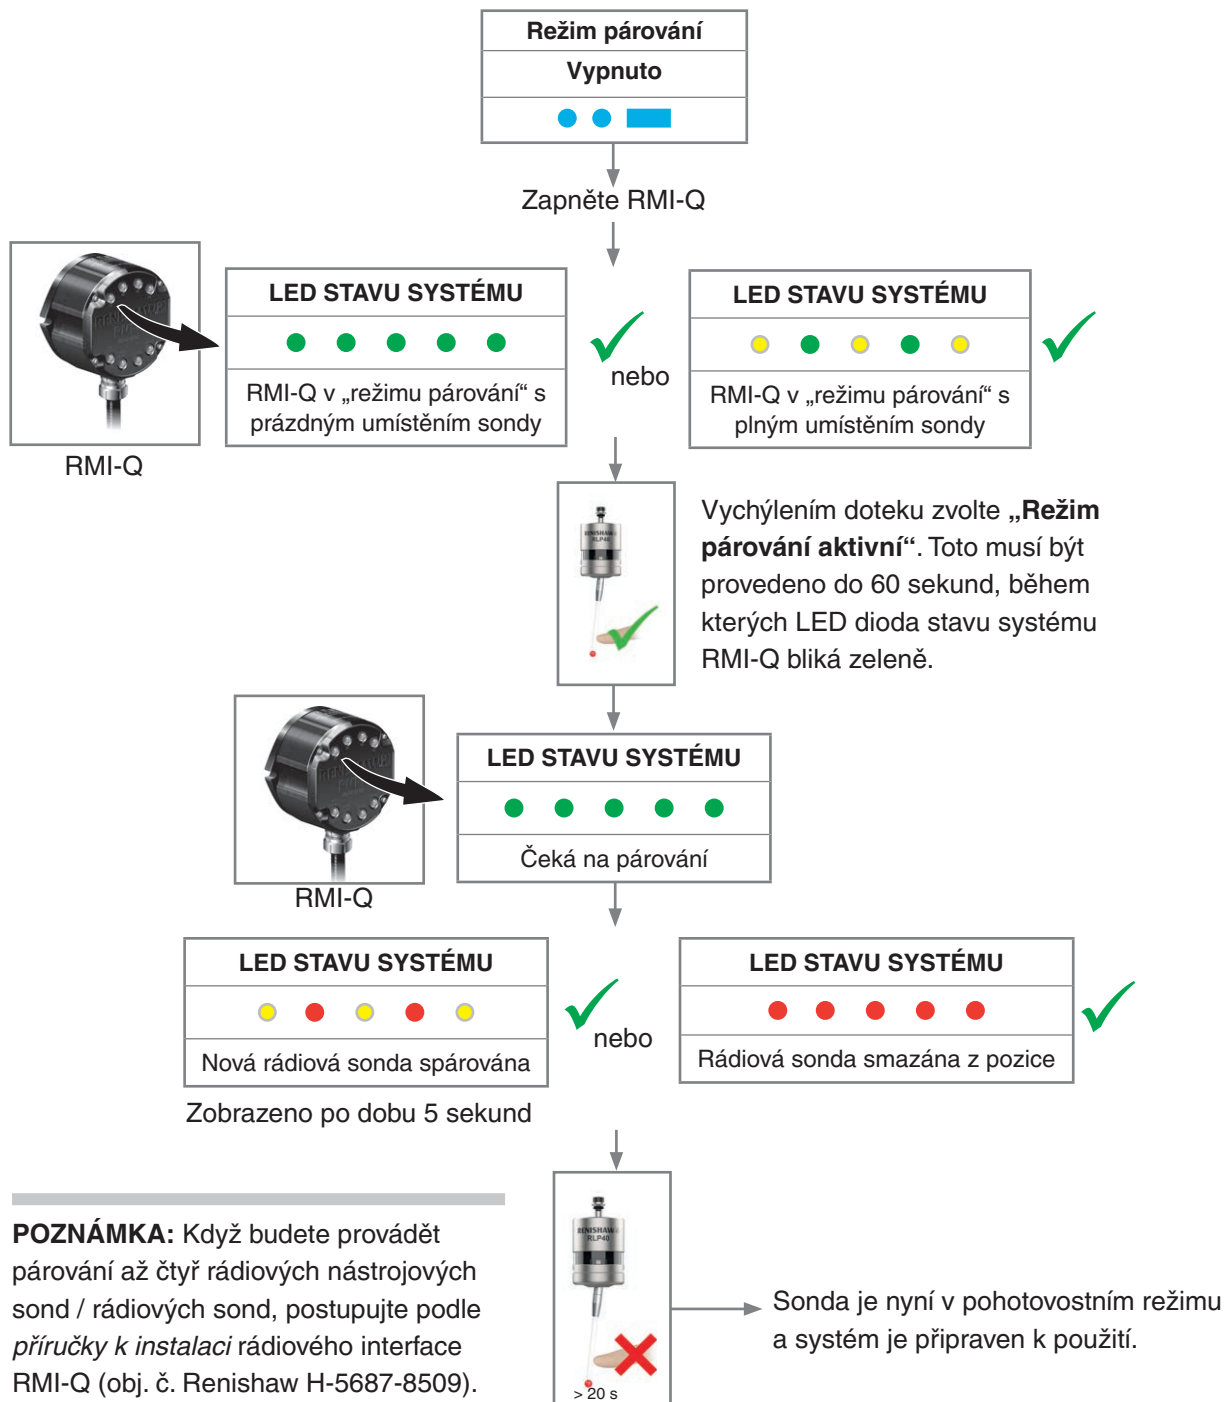 Režim párování
Vypnuto
Zapněte RMI-Q
LED STAVU SYSTÉMU
RMI-Q v „režimu párování“ s
prázdným umístěním sondy
nebo
LED STAVU SYSTÉMU
RMI-Q v „režimu párování“ s
plným umístěním sondy
RMI-Q
RENISHAW
RLP40
Vychýlením doteku zvolte „Režim
párování aktivní“. Toto musí být
provedeno do 60 sekund, během
kterých LED dioda stavu systému
RMI-Q bliká zeleně.
LED STAVU SYSTÉMU
Čeká na párování
RMI-Q
LED STAVU SYSTÉMU
Nová rádiová sonda spárována
nebo
LED STAVU SYSTÉMU
Rádiová sonda smazána z pozice
Zobrazeno po dobu 5 sekund
POZNÁMKA: Když budete provádět
párování až čtyř rádiových nástrojových
sond / rádiových sond, postupujte podle
příručky k instalaci rádiového interface
RMI-Q (obj. č. Renishaw H-5687-8509).
RENISHAW
RLP40
> 20 s
Sonda je nyní v pohotovostním režimu
a systém je připraven k použití.